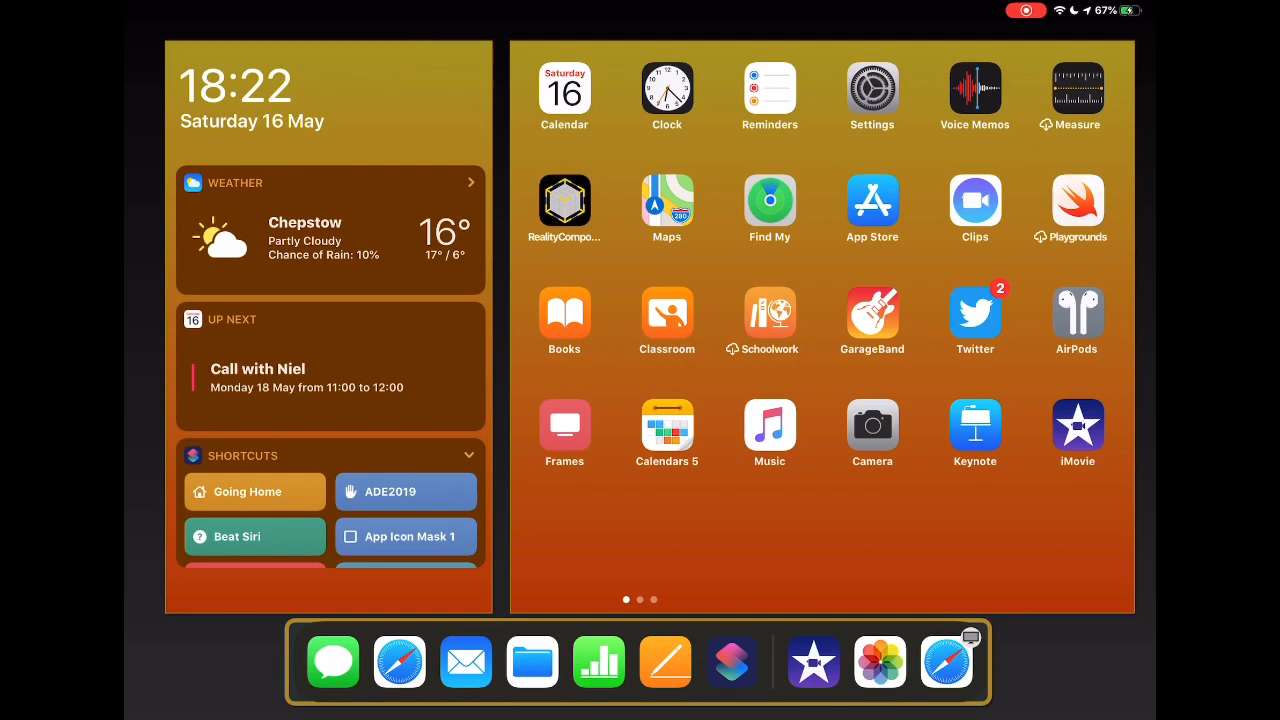 67%
18:22
Saturday 16 May
WEATHER
Chepstow
Partly Cloudy
Chance of Rain: 10%
16°
17° / 6°
16
UP NEXT
Call with Niel
Monday 18 May from 11:00 to 12:00
SHORTCUTS
Going Home
ADE2019
Beat Siri
App Icon Mask 1
Saturday
16
Calendar
Clock
Reminders
Settings
Voice Memos
Measure
RealityCompo...
280
Maps
Find My
App Store
Clips
Playgrounds
Books
Classroom
Schoolwork
GarageBand
2
Twitter
AirPods
Frames
Calendars 5
Music
Camera
Keynote
iMovie